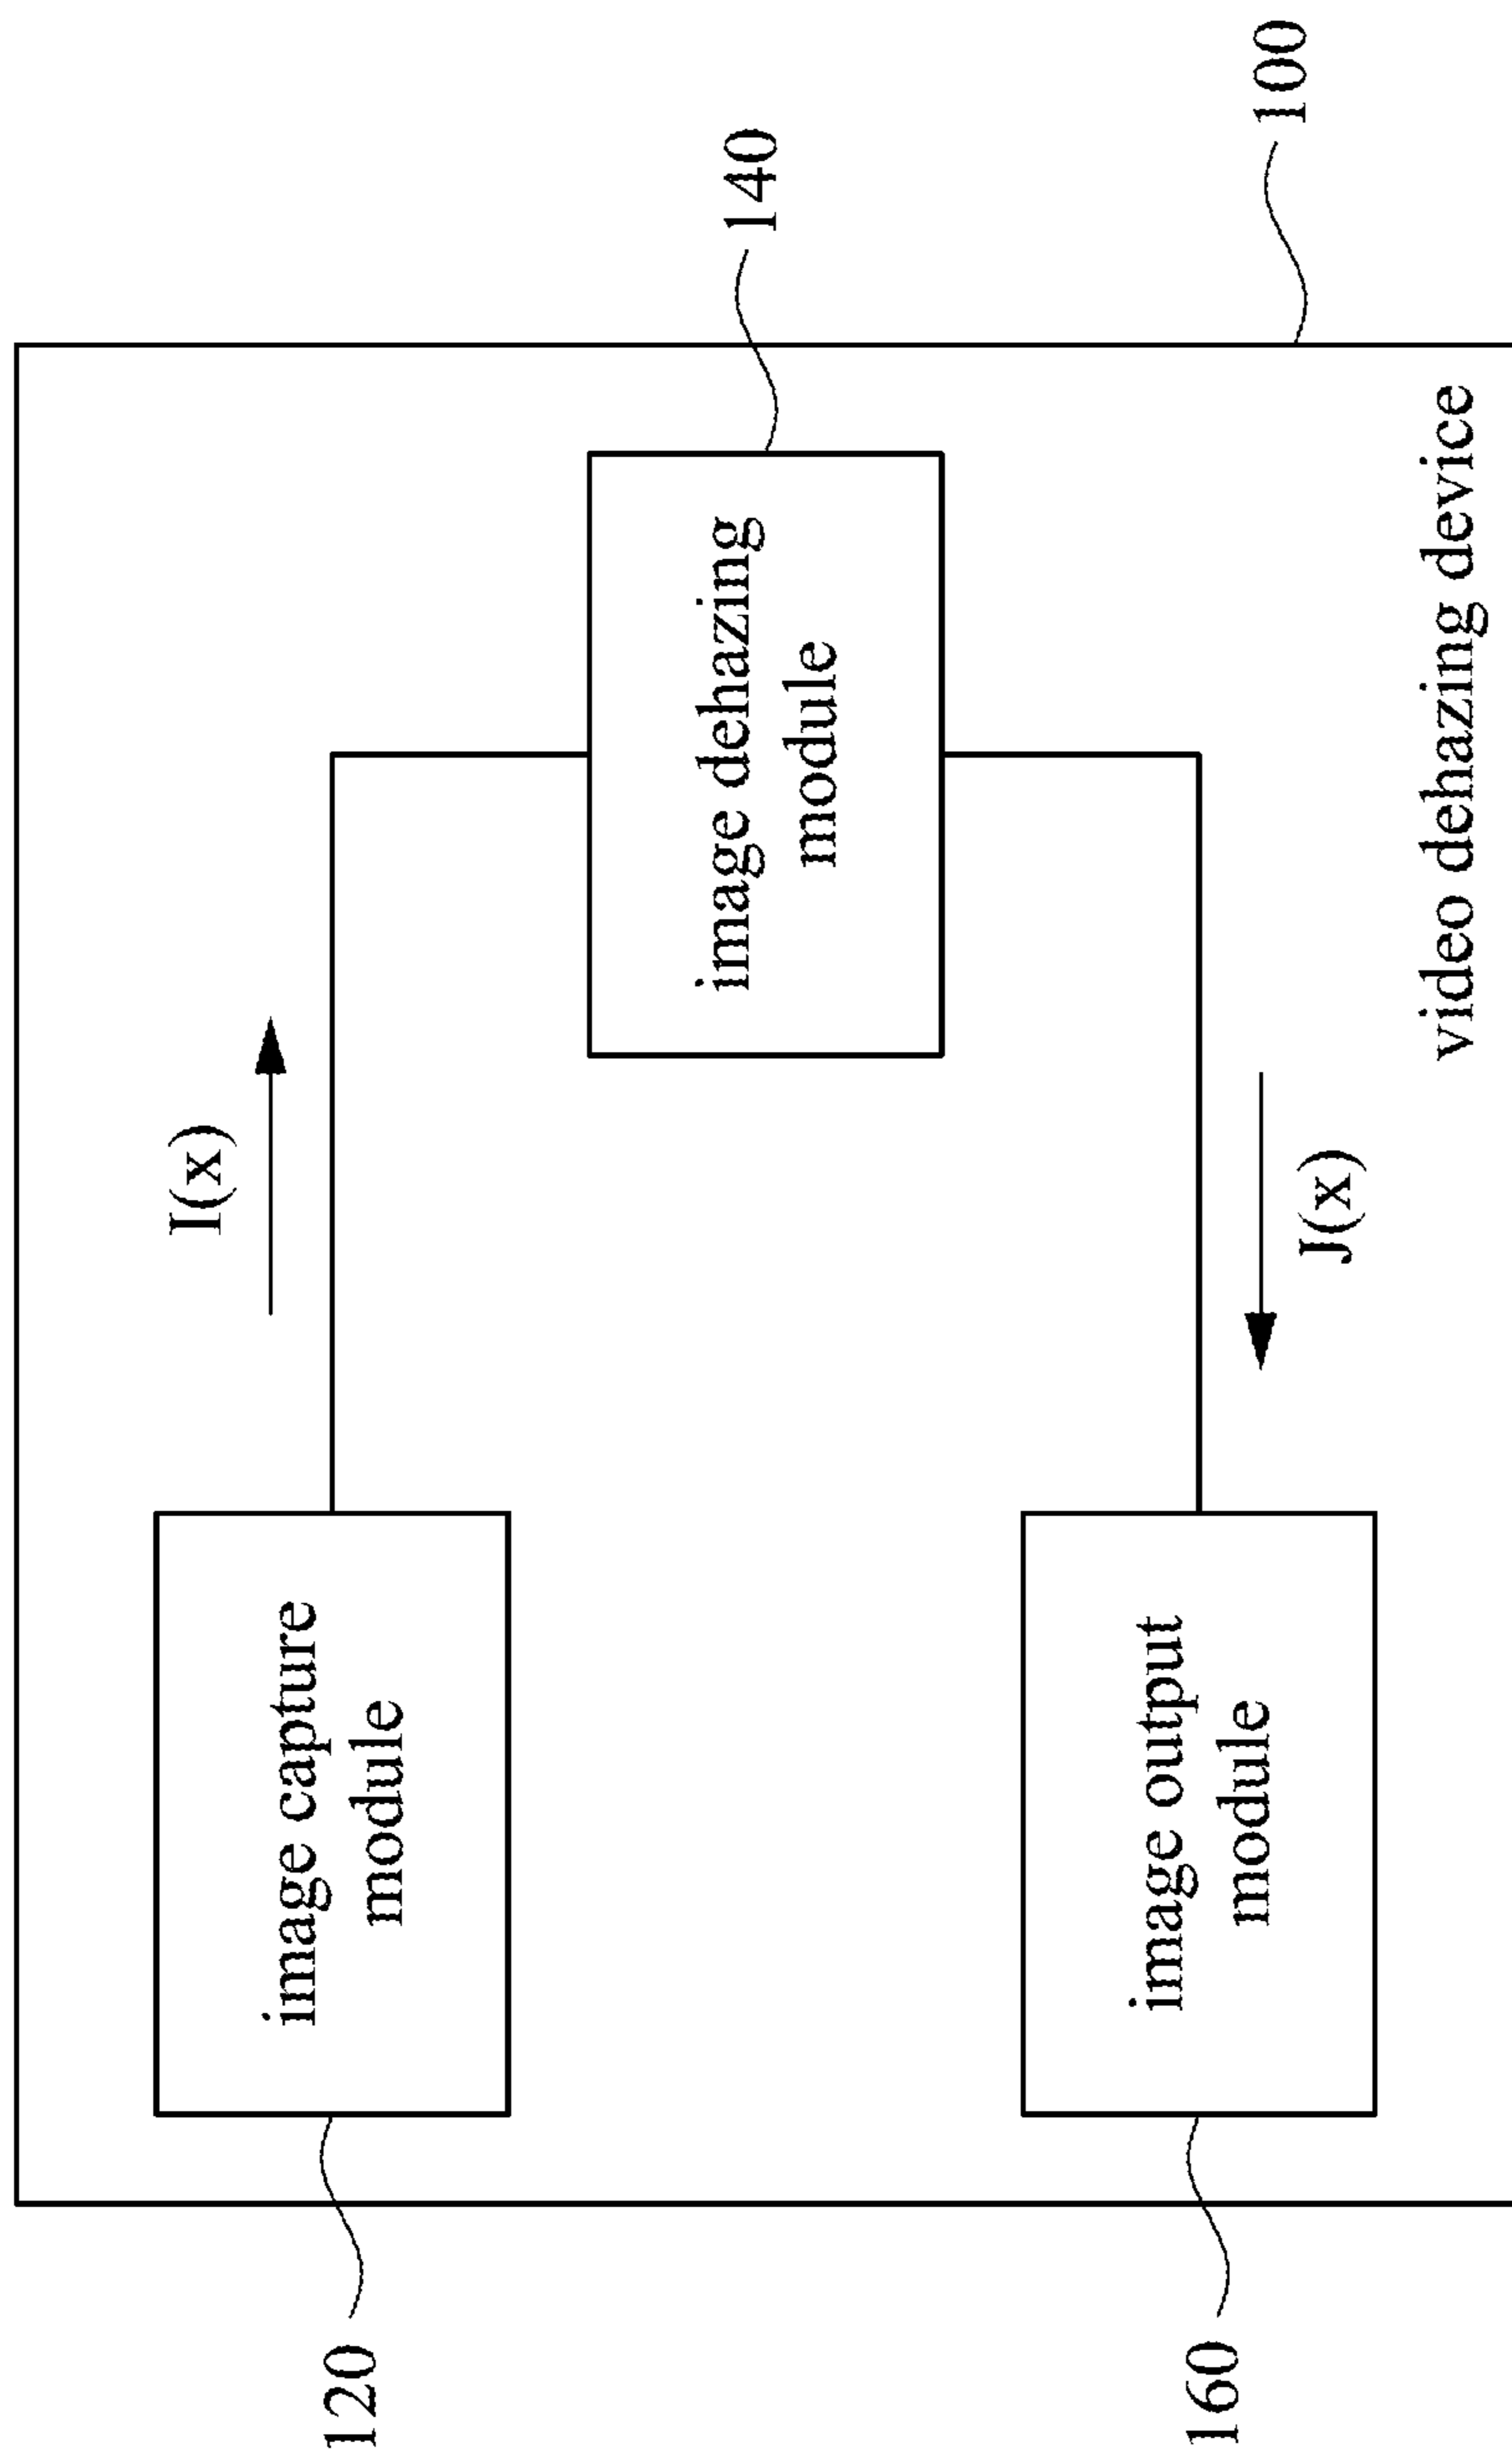 120
image capture
module
I(x)
image dehazing
module
140
160
image output
module
J(x)
video dehazing device
100